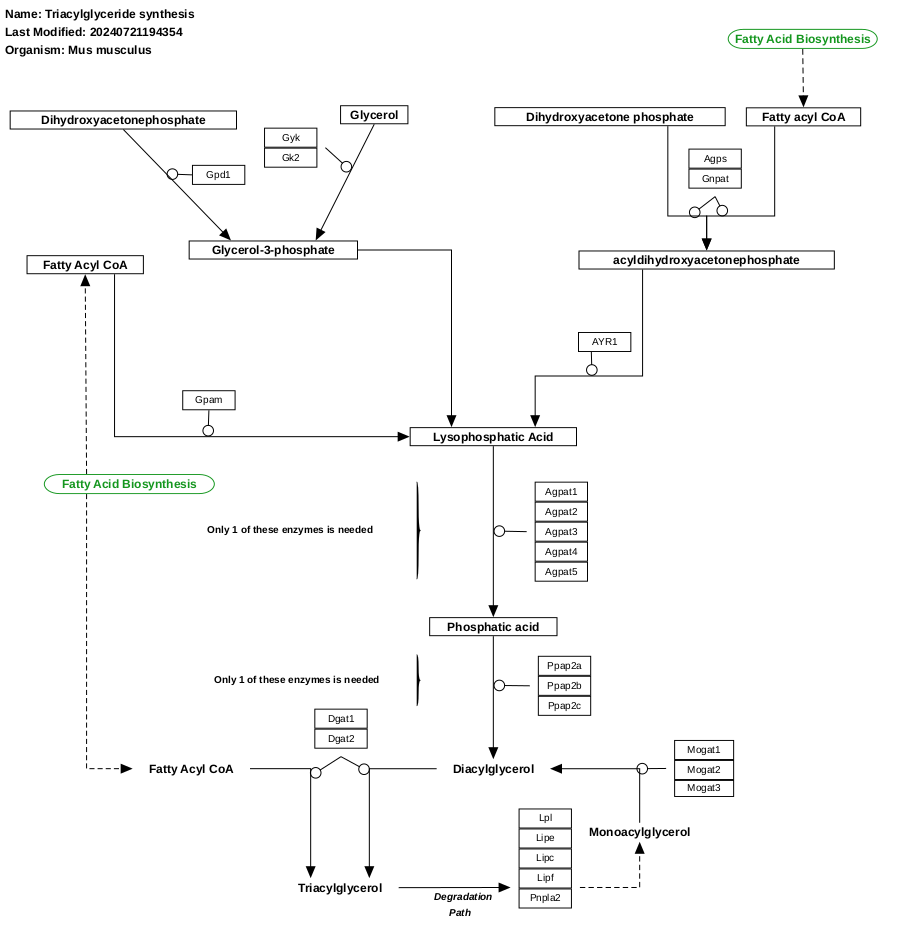 Name: Triacylglyceride synthesis
Last Modified: 20240721194354
Organism: Mus musculus
Fatty Acid Biosynthesis
Dihydroxyacetonephosphate
Glycerol
Dihydroxyacetone phosphate
Fatty acyl CoA
Gyk
Gk2
Gpd1
Agps
Gnpat
Glycerol-3-phosphate
Fatty Acyl CoA
acyldihydroxyacetonephosphate
AYR1
Gpam
Lysophosphatic Acid
Fatty Acid Biosynthesis
Only 1 of these enzymes is needed
Agpat1
Agpat2
Agpat3
Agpat4
Agpat5
Phosphatic acid
Only 1 of these enzymes is needed
Ppap2a
Ppap2b
Ppap2c
Dgat1
Dgat2
Fatty Acyl CoA
Diacylglycerol
Mogat1
Mogat2
Mogat3
Monoacylglycerol
Lpl
Lipe
Lipc
Lipf
Pnpla2
Triacylglycerol
Degradation
Path